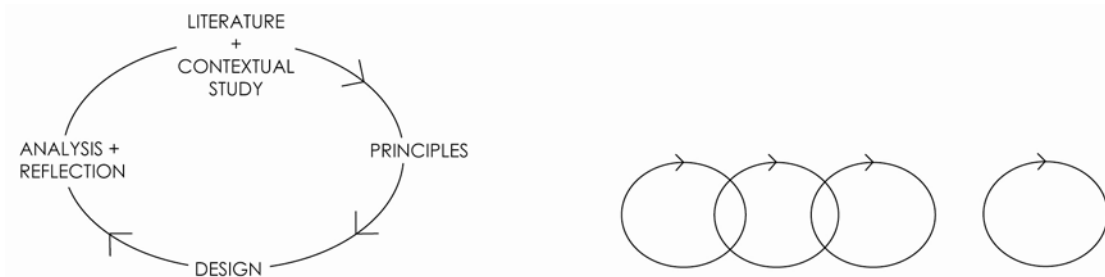 LITERATURE
+
CONTEXTUAL
STUDY
ANALYSIS +
REFLECTION
PRINCIPLES
DESIGN